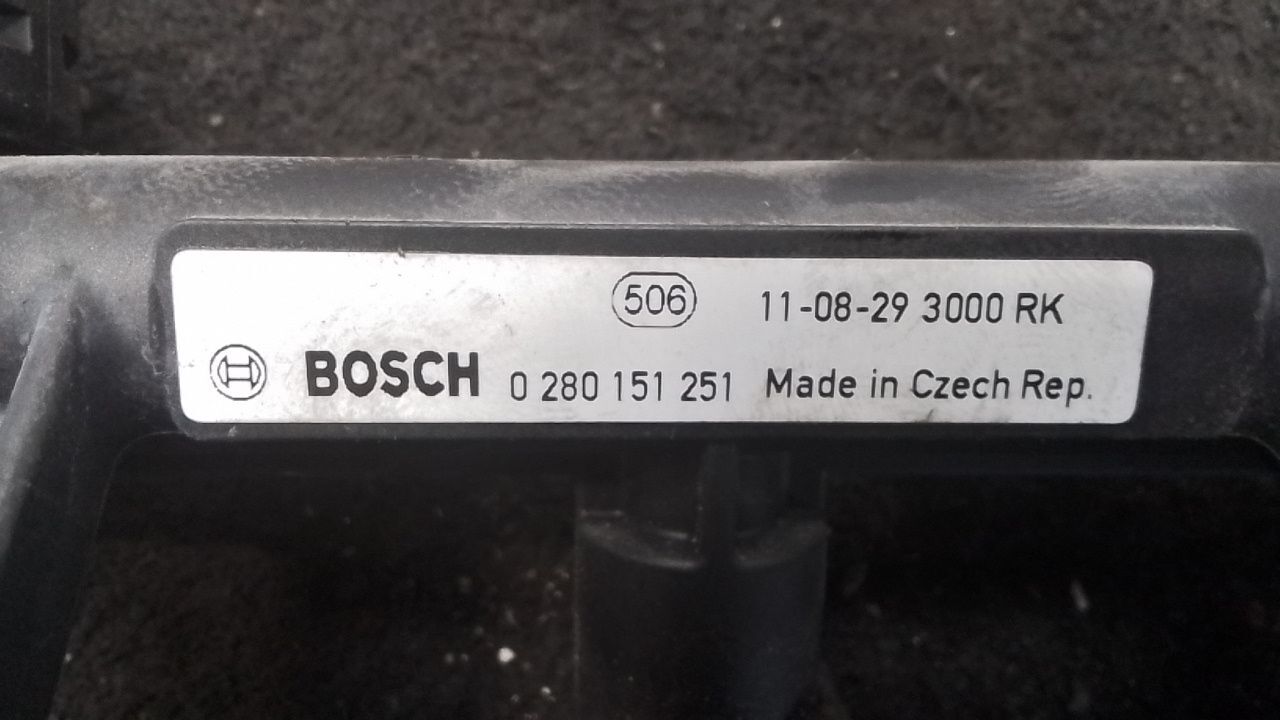 506 11-08-29 3000 RK
BOSCH 0 280 151 251 Made in Czech Rep.